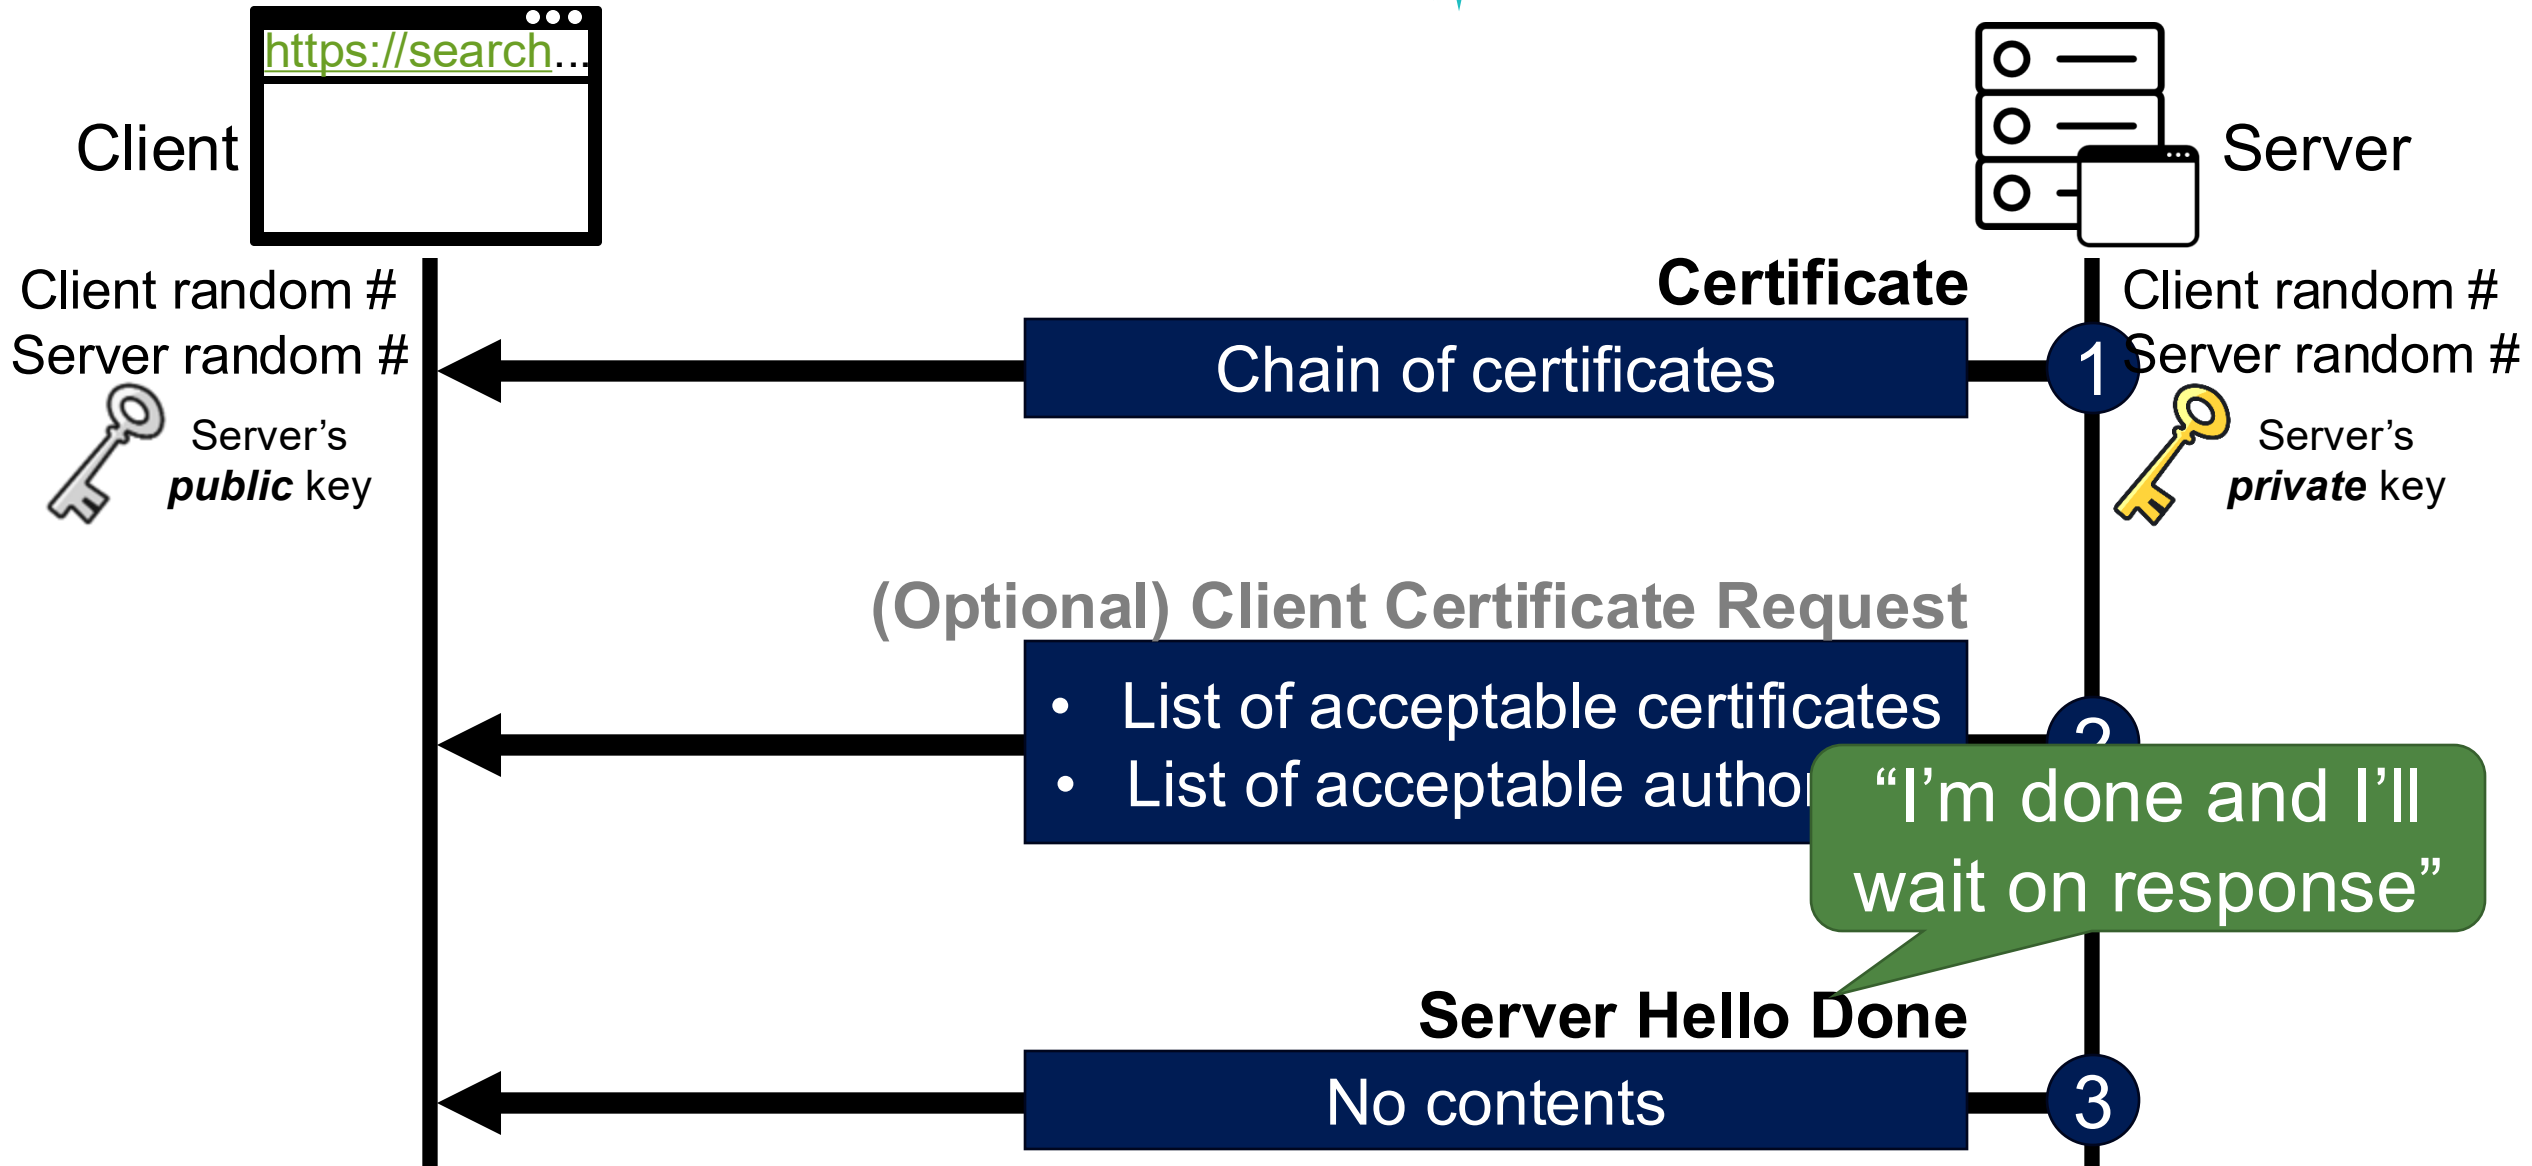 https://search...
Client
Server
Client random #
Server random #
Server's
public key
Certificate
Chain of certificates
1
Client random #
Server random #
Server's
private key
(Optional) Client Certificate Request
• List of acceptable certificates
• List of acceptable
2
“I’m done and I’ll
wait on response”
Server Hello Done
No contents
3